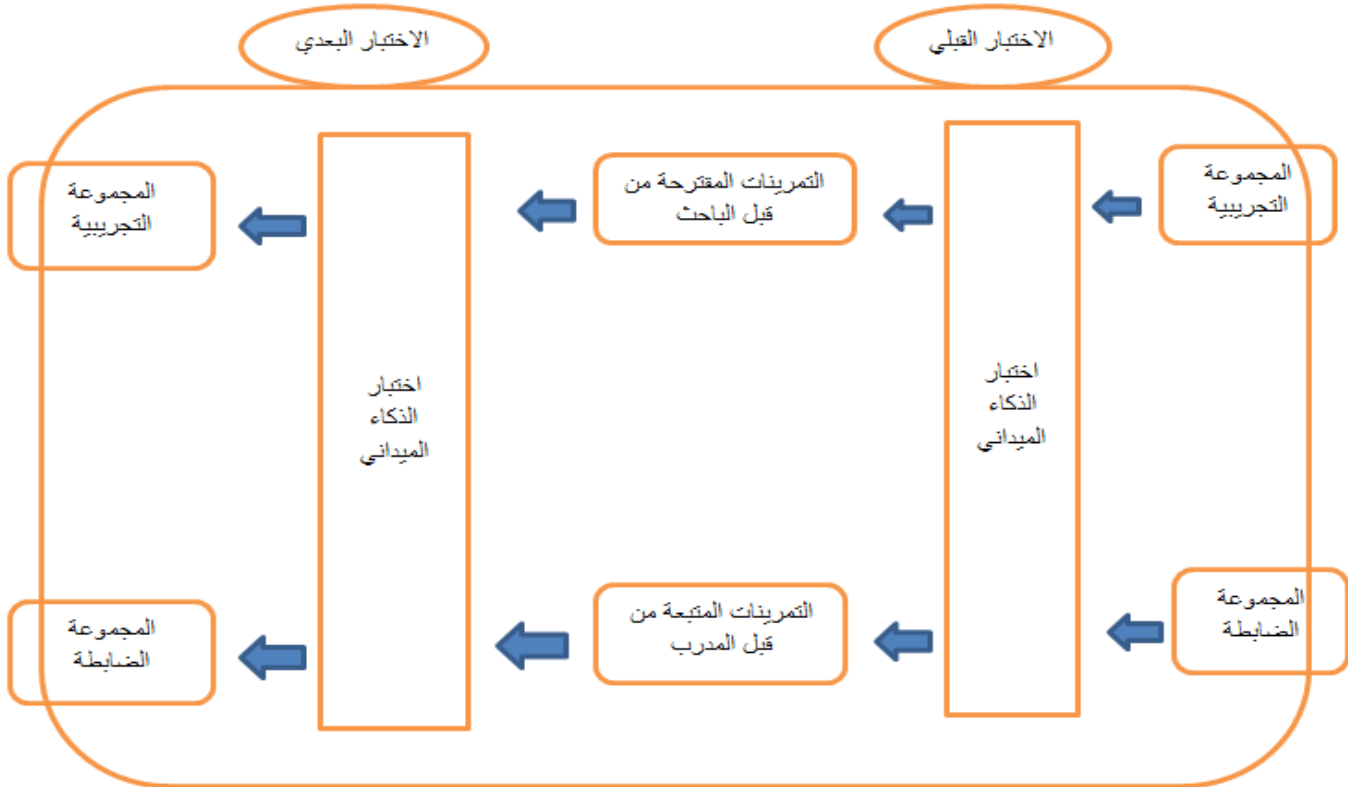 الاختبار القبلي
الاختبار البعدي
المجموعة
التجريبية
التمرينات المقترحة من
قبل الباحث
المجموعة
التجريبية
اختبار
الذكاء
الميداني
اختبار
الذكاء
الميداني
المجموعة
الضابطة
التمرينات المتبعة من
قبل المدرب
المجموعة
الضابطة